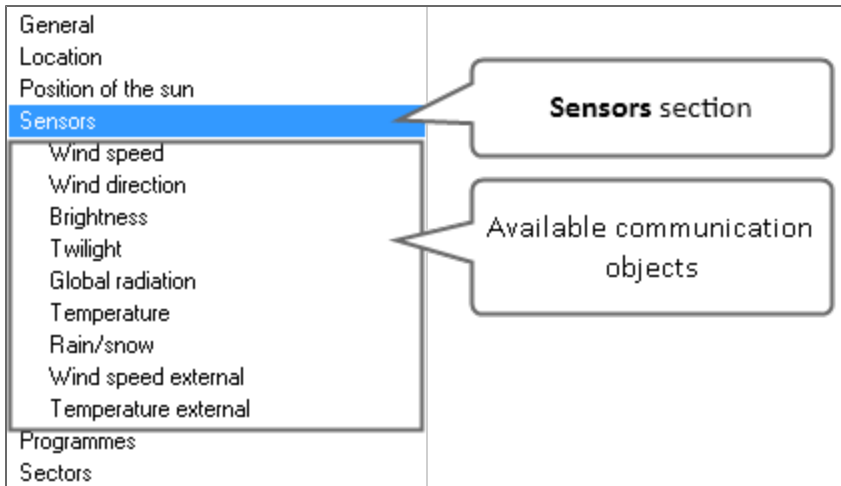 General
Location
Position of the sun
Sensors
Wind speed
Wind direction
Brightness
Twilight
Global radiation
Temperature
Rain/snow
Wind speed external
Temperature external
Programmes
Sectors
Sensors section
Available communication
objects